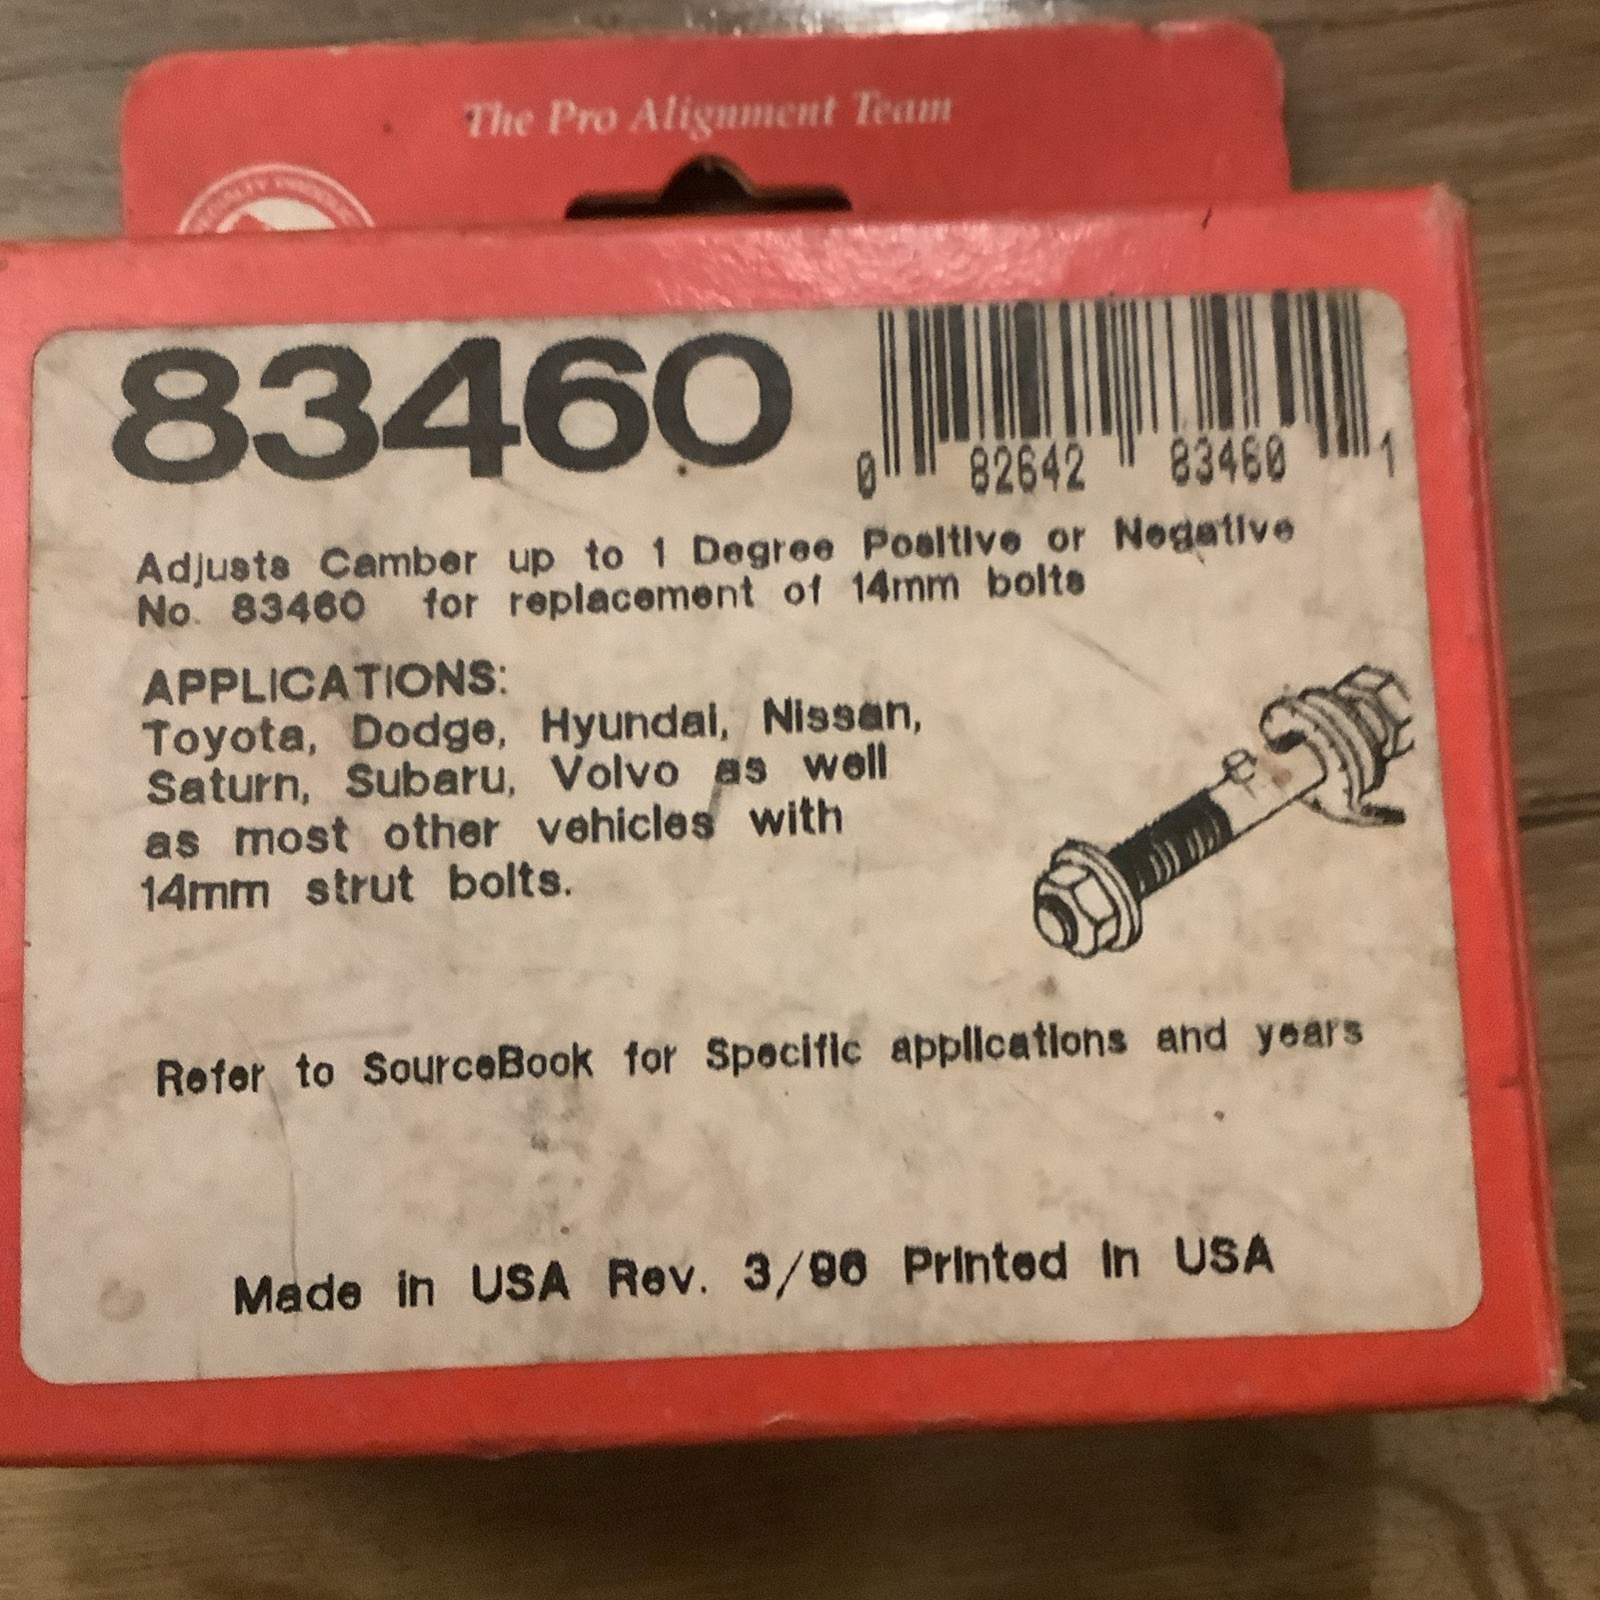 The Pro Alignment Team
SPECIALTY PRODUCTS
83460
0 82642 83460 1
Adjusts Camber up to 1 Degree Positive or Negative
No. 83460 for replacement of 14mm bolts
APPLICATIONS:
Toyota, Dodge, Hyundai, Nissan,
Saturn, Subaru, Volvo as well
as most other vehicles with
14mm strut bolts.
Refer to SourceBook for Specific applications and years
Made in USA Rev. 3/96 Printed in USA